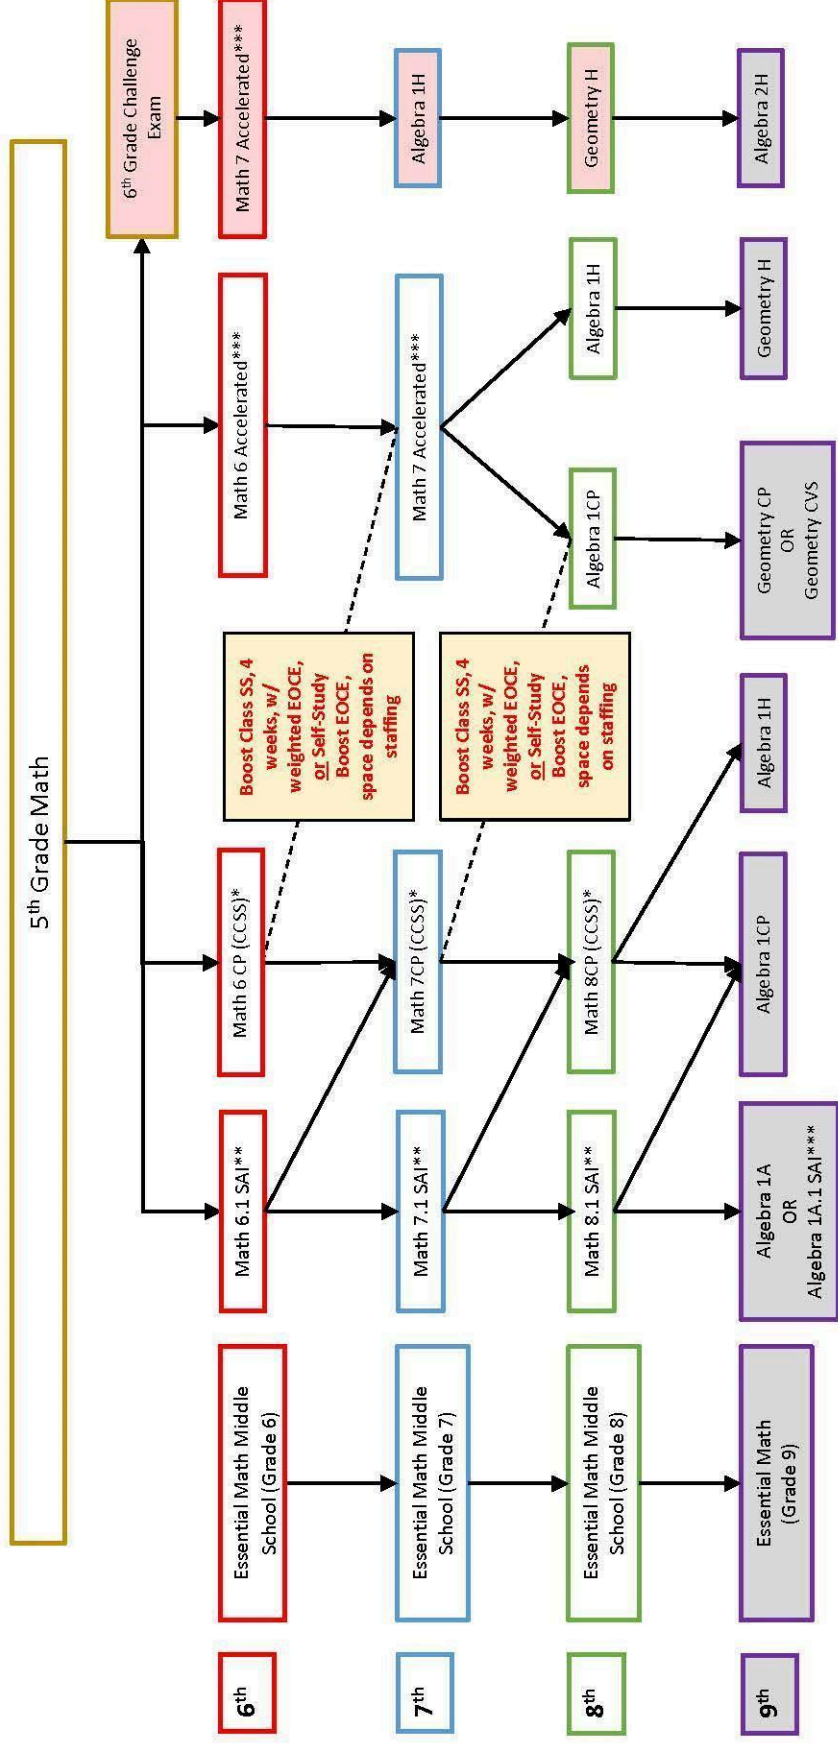 5th Grade Math
6th Grade Challenge
Exam
6th
Essential Math Middle
School (Grade 6)
Math 6.1 SAI**
Math 6 CP (CCSS)*
Math 6 Accelerated***
Math 7 Accelerated***
Boost Class SS, 4
weeks, w/
weighted EOCE,
or Self-Study
Boost EOCE,
space depends on
staffing
7th
Essential Math Middle
School (Grade 7)
Math 7.1 SAI**
Math 7CP (CCSS)*
Math 7 Accelerated***
Algebra 1H
Boost Class SS, 4
weeks, w/
weighted EOCE,
or Self-Study
Boost EOCE,
space depends
on staffing
8th
Essential Math Middle
School (Grade 8)
Math 8.1 SAI**
Math 8CP (CCSS)*
Algebra 1CP
Algebra 1H
Geometry H
9th
Essential Math
(Grade 9)
Algebra 1A
OR
Algebra 1A.1 SAI***
Algebra 1CP
Algebra 1H
Geometry CP
OR
Geometry CVS
Geometry H
Algebra 2H